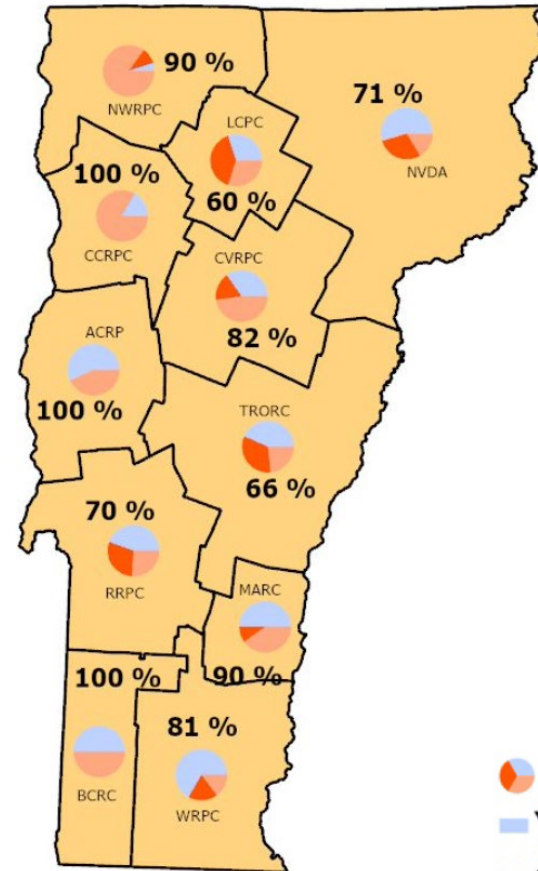 90 %
NWRPC
71 %
NVDA
LCPC
60 %
100 %
CCRPC
CVRPC
82 %
ACRP
100 %
TRORC
66 %
70 %
RRPC
MARC
90 %
100 %
BCRC
81 %
WRPC